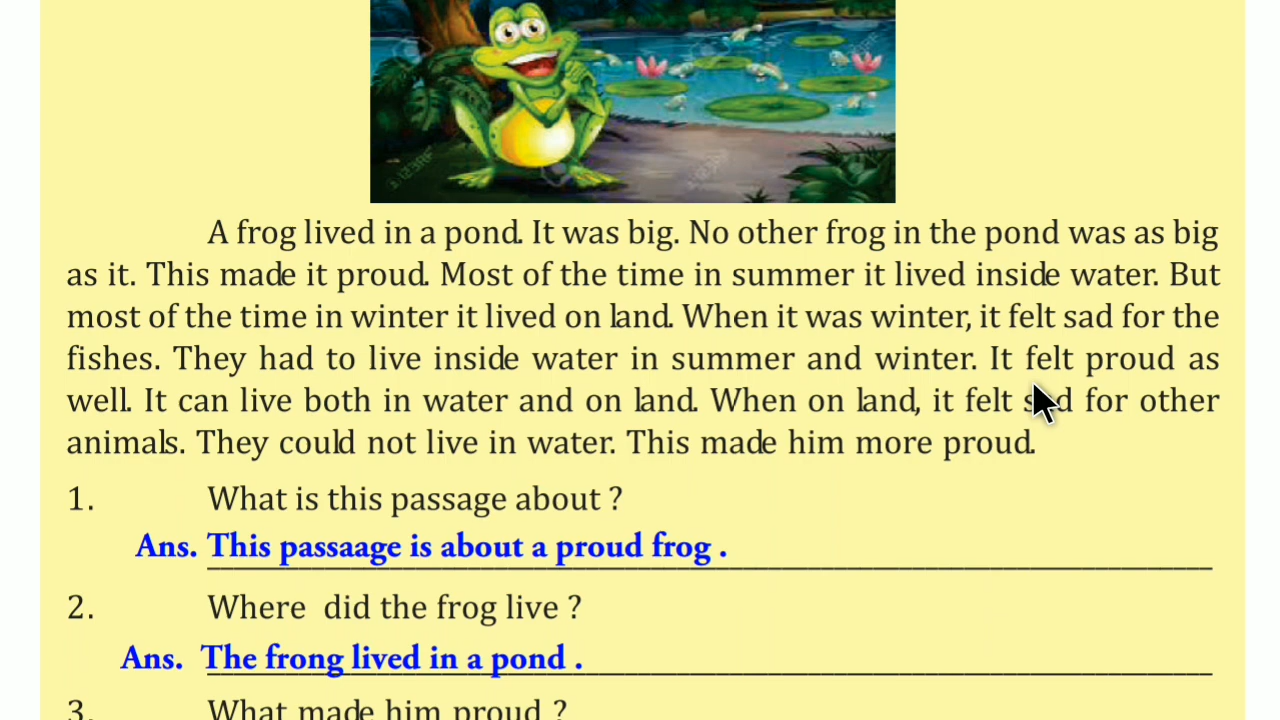 A frog lived in a pond. It was big. No other frog in the pond was as big
as it. This made it proud. Most of the time in summer it lived inside water. But
most of the time in winter it lived on land. When it was winter, it felt sad for the
fishes. They had to live inside water in summer and winter. It felt proud as
well. It can live both in water and on land. When on land, it felt sad for other
animals. They could not live in water. This made him more proud.
1. What is this passage about ?
Ans. This passaage is about a proud frog .
2. Where did the frog live ?
Ans. The frong lived in a pond .
3. What made him proud ?